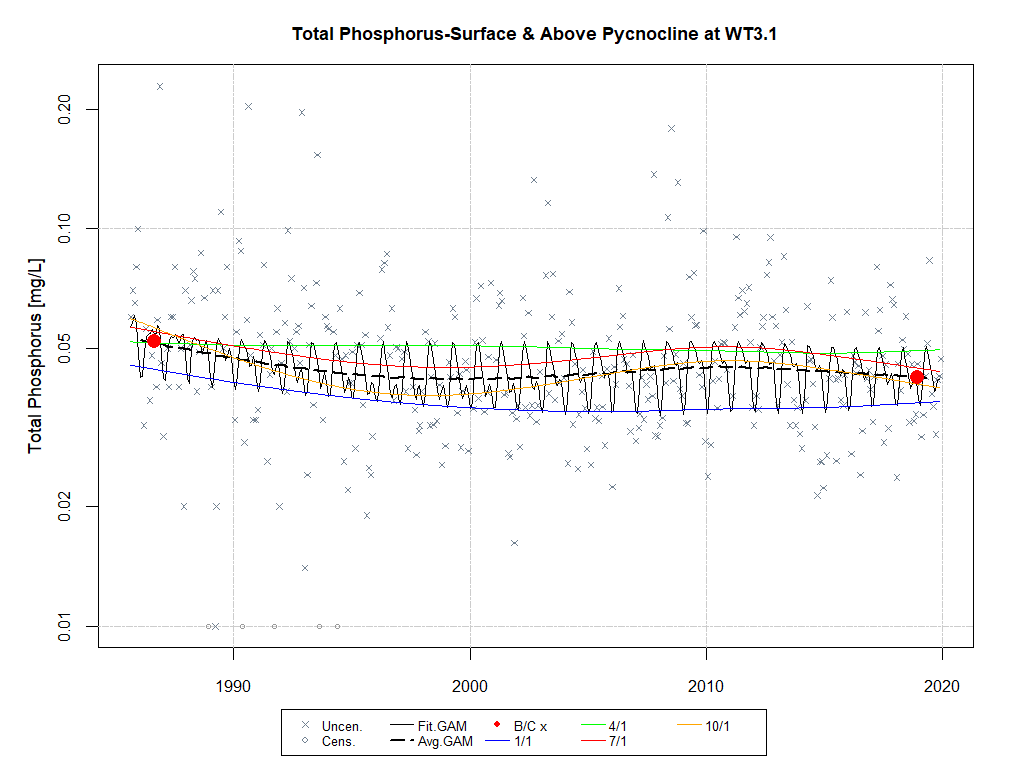 Total Phosphorus-Surface & Above Pycnocline at WT3.1
Total Phosphorus [mg/L]
0.20
0.10
0.05
0.02
0.01
1990 2000 2010 2020
Uncen. Fit.GAM B/C x 4/1 10/1
Cens. Avg.GAM 1/1 7/1